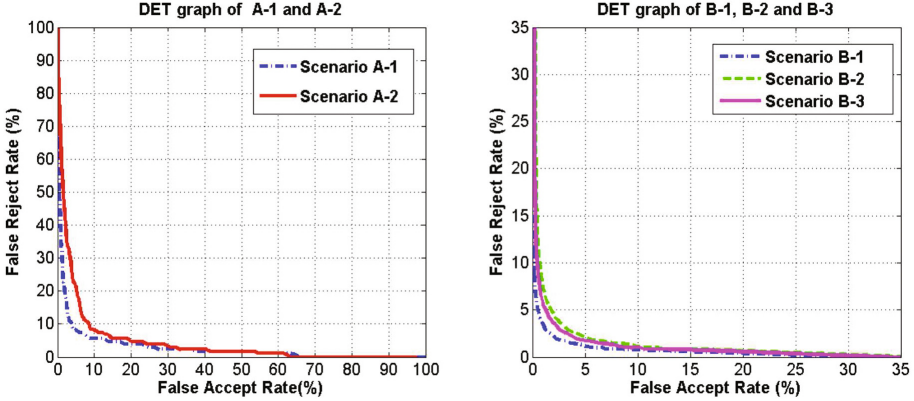 DET graph of A-1 and A-2
100
90
80
70
60
50
40
30
20
10
0
False Reject Rate (%)
Scenario A-1
Scenario A-2
0 10 20 30 40 50 60 70 80 90 100
False Accept Rate(%)
DET graph of B-1, B-2 and B-3
35
30
25
20
15
10
5
0
False Reject Rate (%)
Scenario B-1
Scenario B-2
Scenario B-3
0 5 10 15 20 25 30 35
False Accept Rate (%)